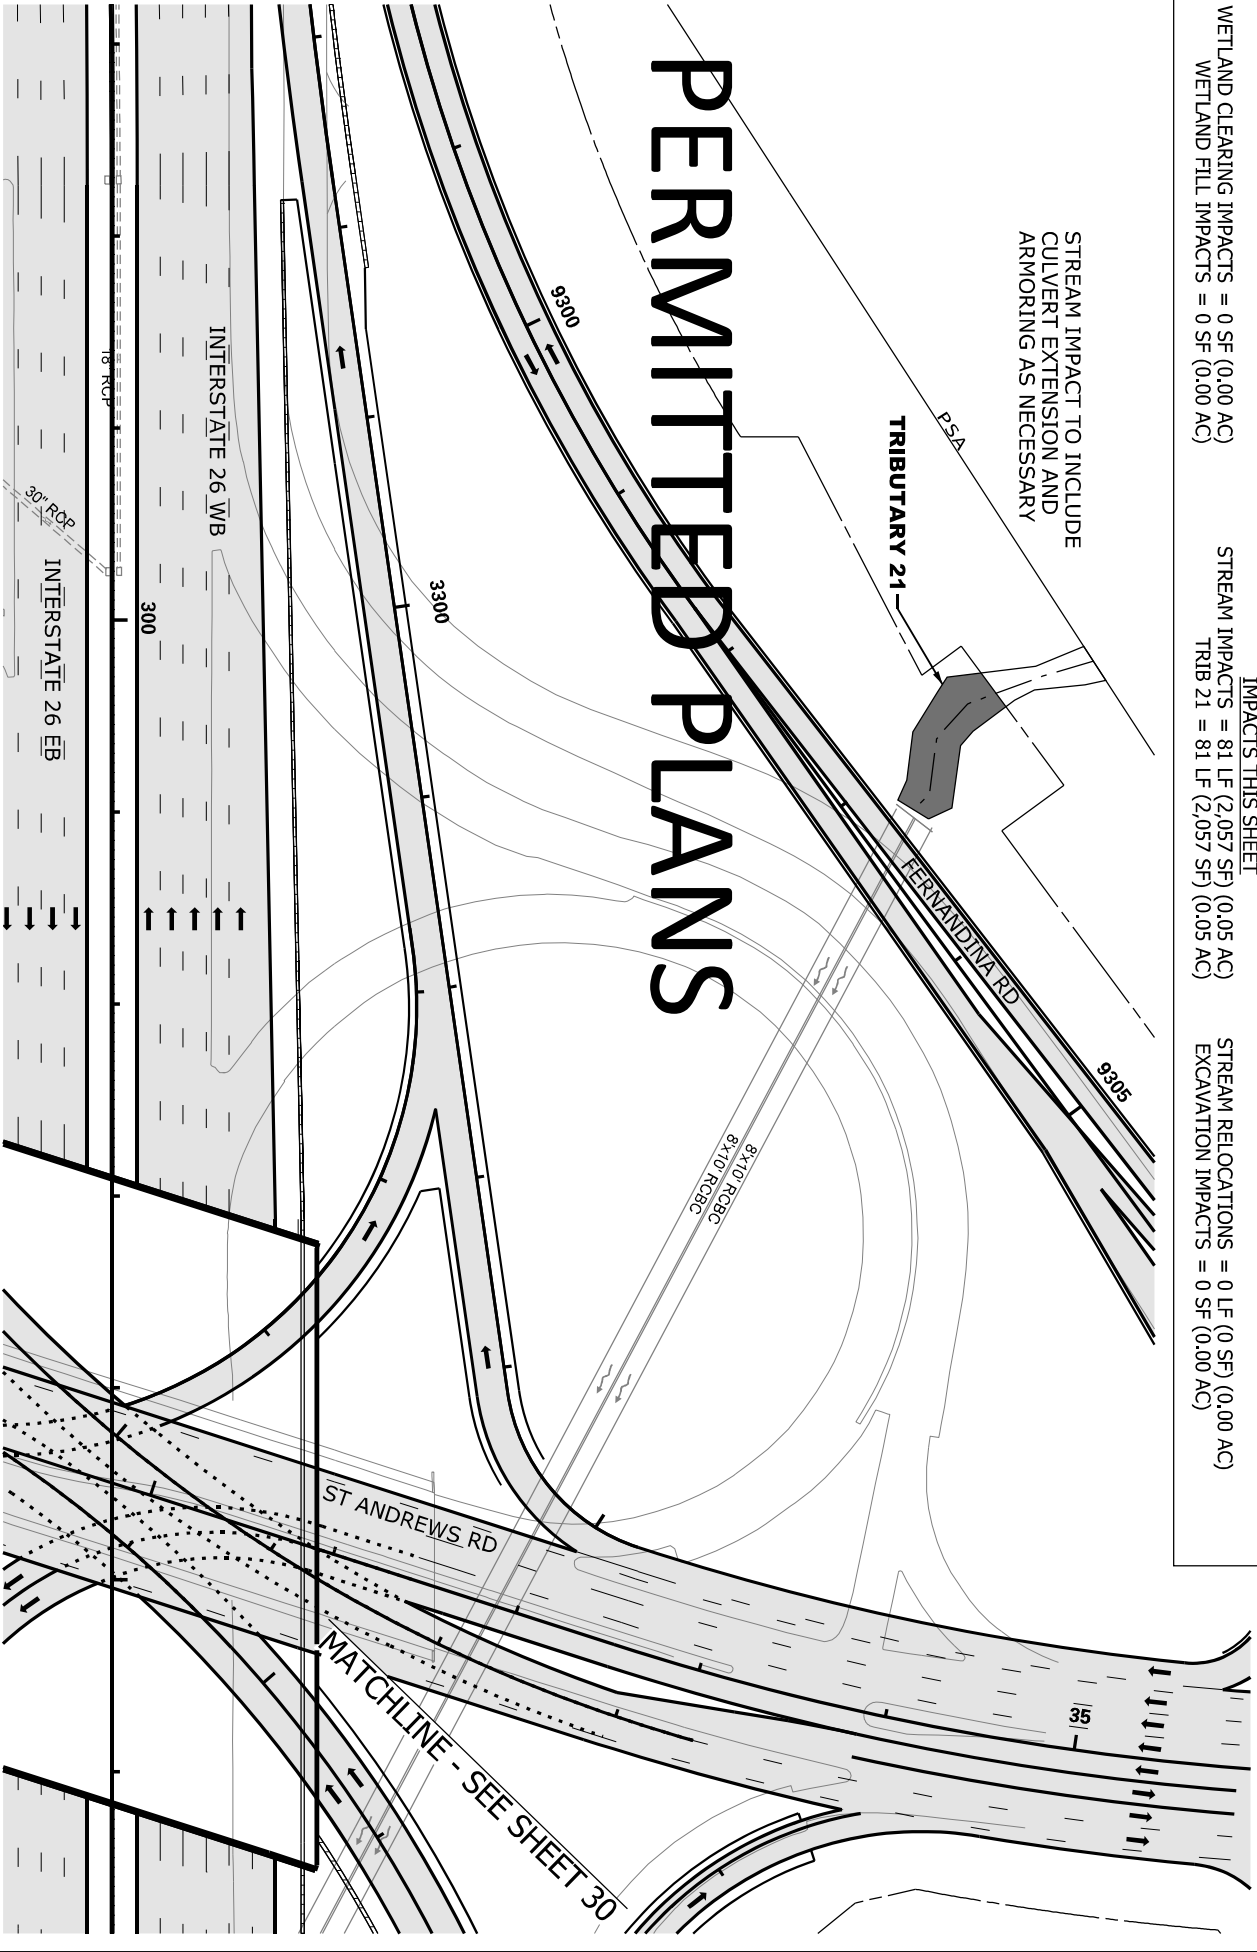 IMPACTS THIS SHEET
WETLAND CLEARING IMPACTS = 0 SF (0.00 AC)
WETLAND FILL IMPACTS = 0 SF (0.00 AC)
STREAM IMPACTS = 81 LF (2,057 SF) (0.05 AC)
TRIB 21 = 81 LF (2,057 SF) (0.05 AC)
STREAM RELOCATIONS = 0 LF (0 SF) (0.00 AC)
EXCAVATION IMPACTS = 0 SF (0.00 AC)
STREAM IMPACT TO INCLUDE
CULVERT EXTENSION AND
ARMORING AS NECESSARY
PSA
TRIBUTARY 21
PERMITTED PLANS
9300
FERNANDINA RD
9305
3300
8'x10' RCBC
8'x10' RCBC
INTERSTATE 26 WB
18" RCP
300
30" RCP
INTERSTATE 26 EB
ST ANDREWS RD
35
MATCHLINE - SEE SHEET 30